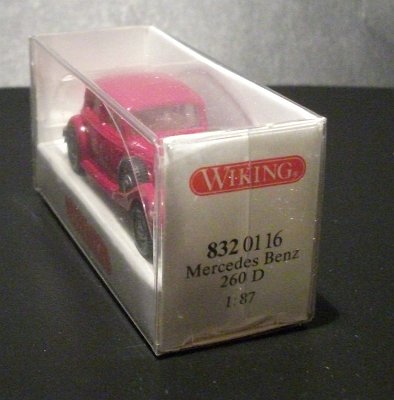 WIKING®
832 01 16
Mercedes Benz
260 D
1:87